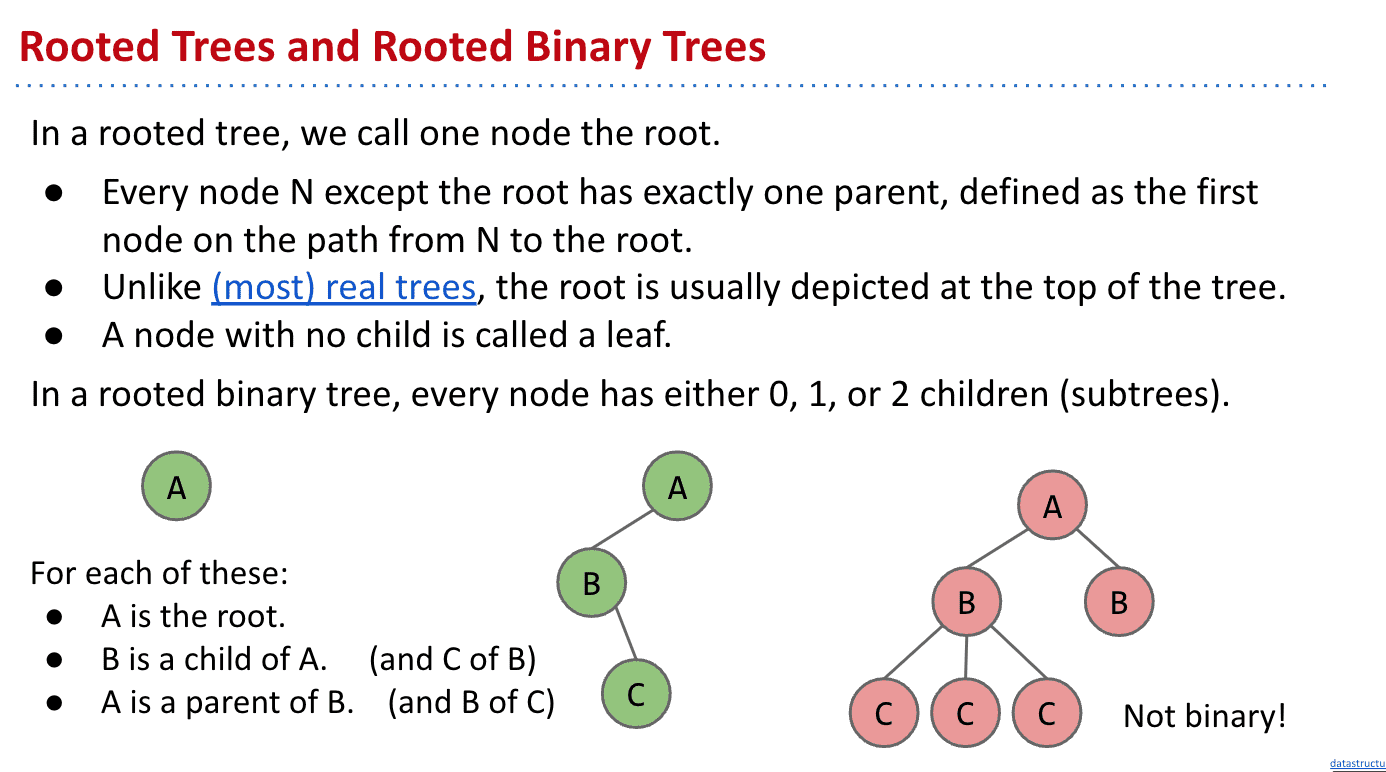 Rooted Trees and Rooted Binary Trees
In a rooted tree, we call one node the root.
● Every node N except the root has exactly one parent, defined as the first
node on the path from N to the root.
● Unlike (most) real trees, the root is usually depicted at the top of the tree.
● A node with no child is called a leaf.
In a rooted binary tree, every node has either 0, 1, or 2 children (subtrees).
A
For each of these:
● A is the root.
● B is a child of A. (and C of B)
● A is a parent of B. (and B of C)
A
B
C
A
B B
C C C
Not binary!
datastructu